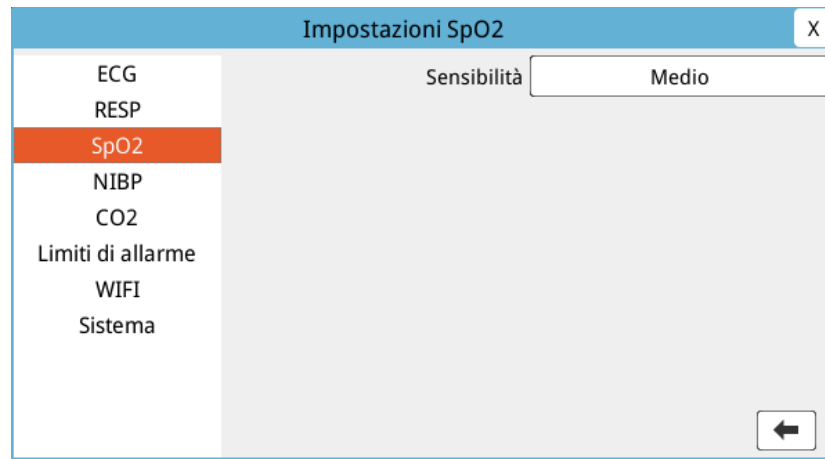 Impostazioni SpO2
X
ECG
RESP
SpO2
NIBP
CO2
Limiti di allarme
WIFI
Sistema
Sensibilità
Medio